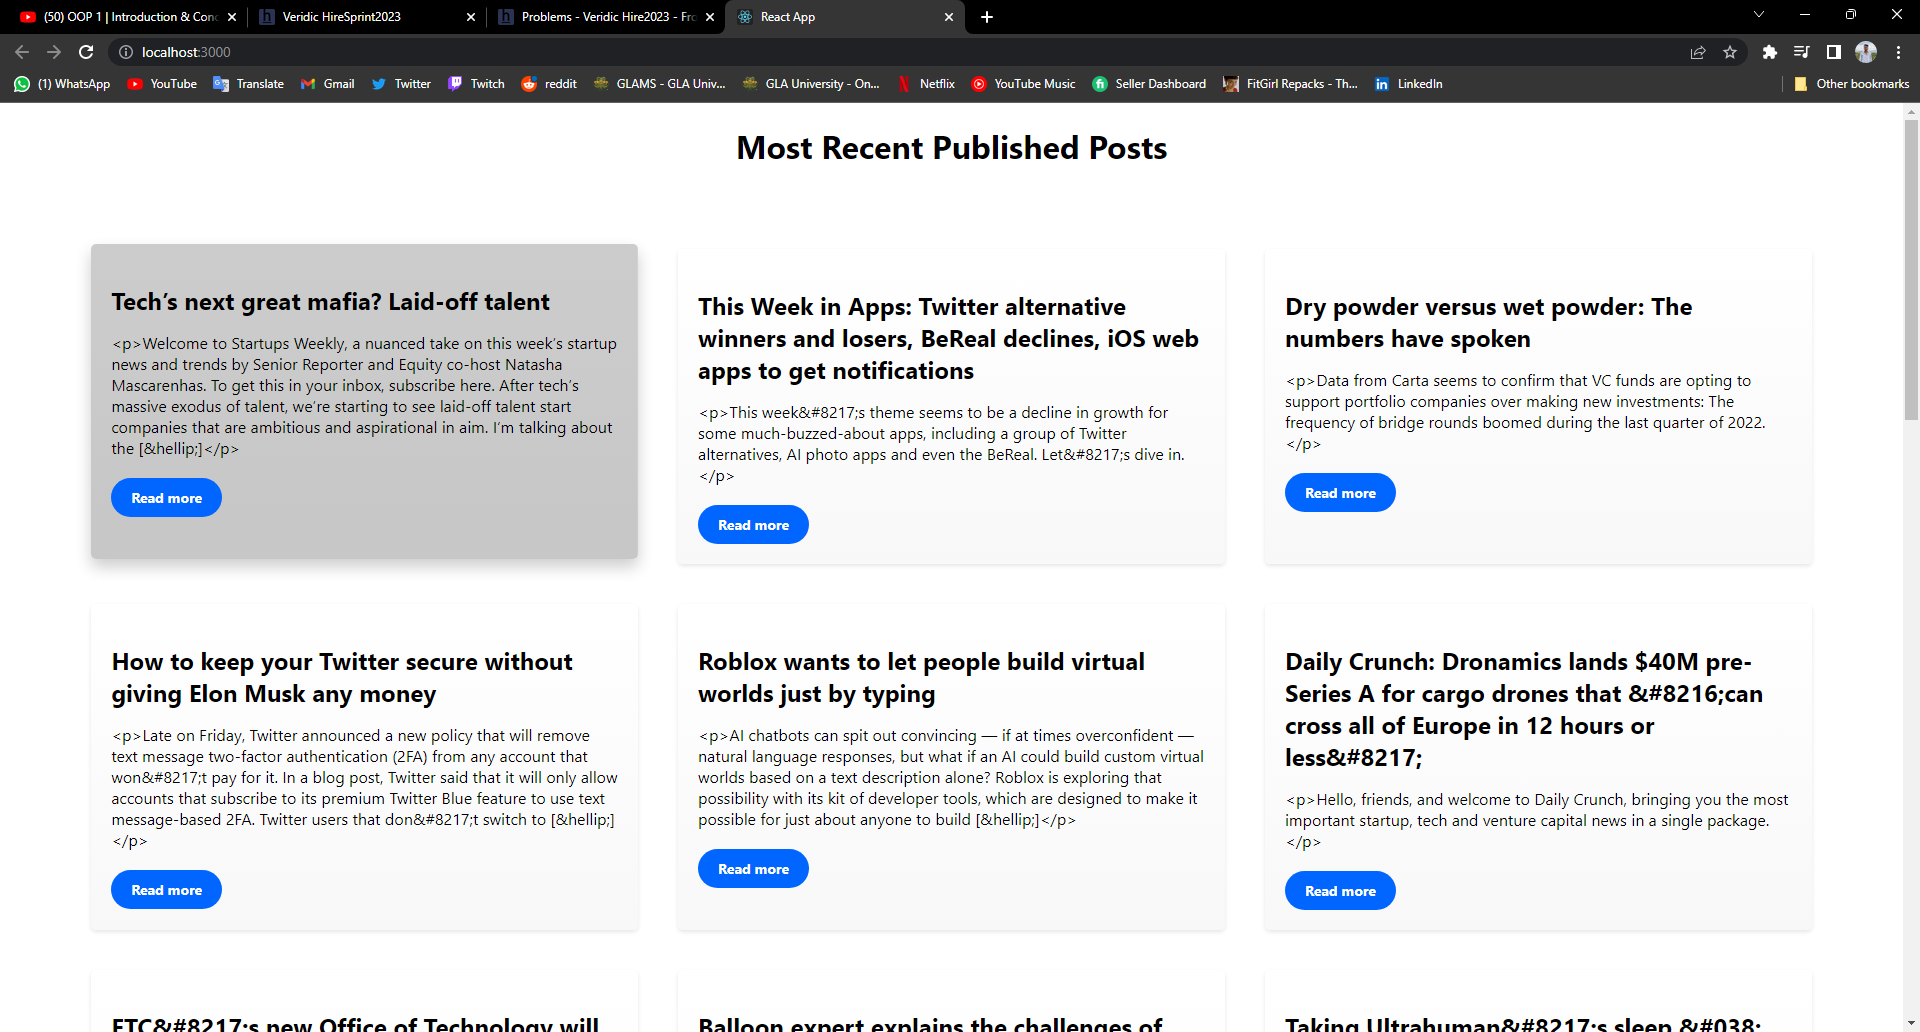 (50) OOP 1 | Introduction & Conc
Veridic HireSprint2023
Problems - Veridic Hire2023 - Fro
React App
localhost:3000
(1) WhatsApp
YouTube
Translate
Gmail
Twitter
Twitch
reddit
GLAMS - GLA Univ...
GLA University - On...
Netflix
YouTube Music
Seller Dashboard
FitGirl Repacks - Th...
LinkedIn
Other bookmarks
Most Recent Published Posts
Tech’s next great mafia? Laid-off talent
<p>Welcome to Startups Weekly, a nuanced take on this week’s startup
news and trends by Senior Reporter and Equity co-host Natasha
Mascarenhas. To get this in your inbox, subscribe here. After tech’s
massive exodus of talent, we’re starting to see laid-off talent start
companies that are ambitious and aspirational in aim. I’m talking about
the [&hellip;]</p>
Read more
This Week in Apps: Twitter alternative
winners and losers, BeReal declines, iOS web
apps to get notifications
<p>This week&#8217;s theme seems to be a decline in growth for
some much-buzzed-about apps, including a group of Twitter
alternatives, AI photo apps and even the BeReal. Let&#8217;s dive in.
</p>
Read more
Dry powder versus wet powder: The
numbers have spoken
<p>Data from Carta seems to confirm that VC funds are opting to
support portfolio companies over making new investments: The
frequency of bridge rounds boomed during the last quarter of 2022.
</p>
Read more
How to keep your Twitter secure without
giving Elon Musk any money
<p>Late on Friday, Twitter announced a new policy that will remove
text message two-factor authentication (2FA) from any account that
won&#8217;t pay for it. In a blog post, Twitter said that it will only allow
accounts that subscribe to its premium Twitter Blue feature to use text
message-based 2FA. Twitter users that don&#8217;t switch to [&hellip;]
</p>
Read more
Roblox wants to let people build virtual
worlds just by typing
<p>AI chatbots can spit out convincing — if at times overconfident —
natural language responses, but what if an AI could build custom virtual
worlds based on a text description alone? Roblox is exploring that
possibility with its kit of developer tools, which are designed to make it
possible for just about anyone to build [&hellip;]</p>
Read more
Daily Crunch: Dronamics lands $40M pre-
Series A for cargo drones that &#8216;can
cross all of Europe in 12 hours or
less&#8217;
<p>Hello, friends, and welcome to Daily Crunch, bringing you the most
important startup, tech and venture capital news in a single package.
</p>
Read more
FTC&#8217;s new Office of Technology will
Balloon expert explains the challenges of
Taking Ultrahuman&#8217;s sleep &#038;